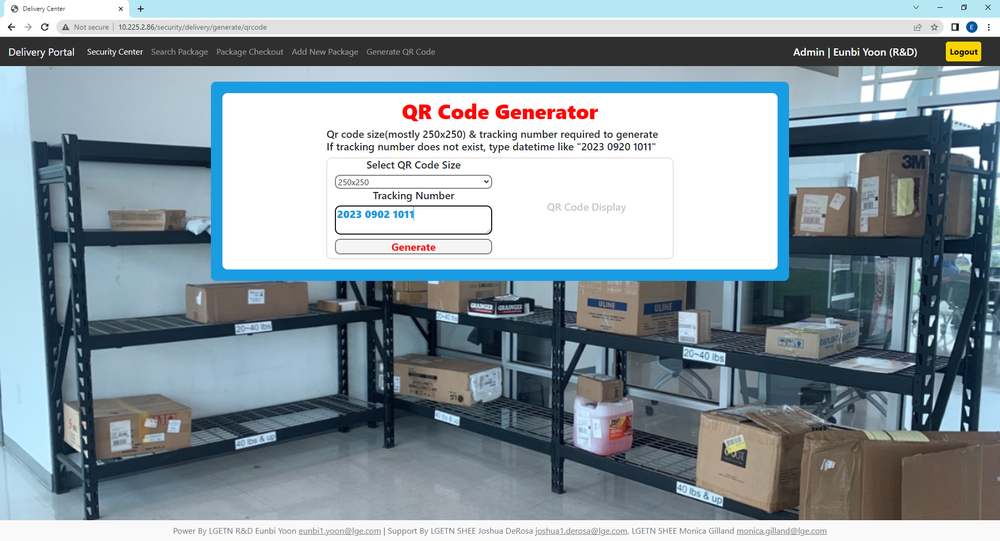 Delivery Center
Not secure
10.225.2.86/security/delivery/generate/qrcode
E
Delivery Portal
Security Center
Search Package
Package Checkout
Add New Package
Generate QR Code
Admin | Eunbi Yoon (R&D)
Logout
QR Code Generator
Qr code size(mostly 250x250) & tracking number required to generate
If tracking number does not exist, type datetime like "2023 0920 1011"
Select QR Code Size
250x250
Tracking Number
2023 0902 1011
Generate
QR Code Display
3M
GRAINGER
GRAINGER
ULINE
ULINE
20~40 lbs
20~40 lbs
20~40 lbs
EVERLIGHT
AIR CONDITIONER
LG
zep
40 lbs & up
40 lbs & up
40 lbs & up
Power By LGETN R&D Eunbi Yoon eunbi1.yoon@lge.com | Support By LGETN SHEE Joshua DeRosa joshua1.derosa@lge.com, LGETN SHEE Monica Gilland monica.gilland@lge.com